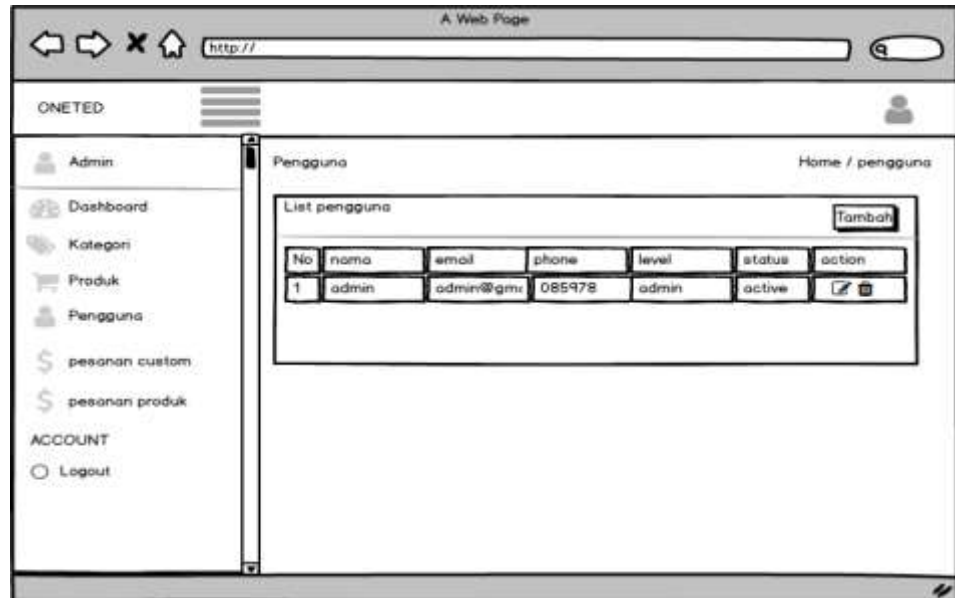 A Web Page
http://
ONETED
Admin
Dashboard
Kategori
Produk
Pengguna
pesanan custom
pesanan produk
ACCOUNT
Logout
Pengguna
Home / pengguna
List pengguna
Tambah
No nama email phone level status action
1 admin admin@gma 085978 admin active